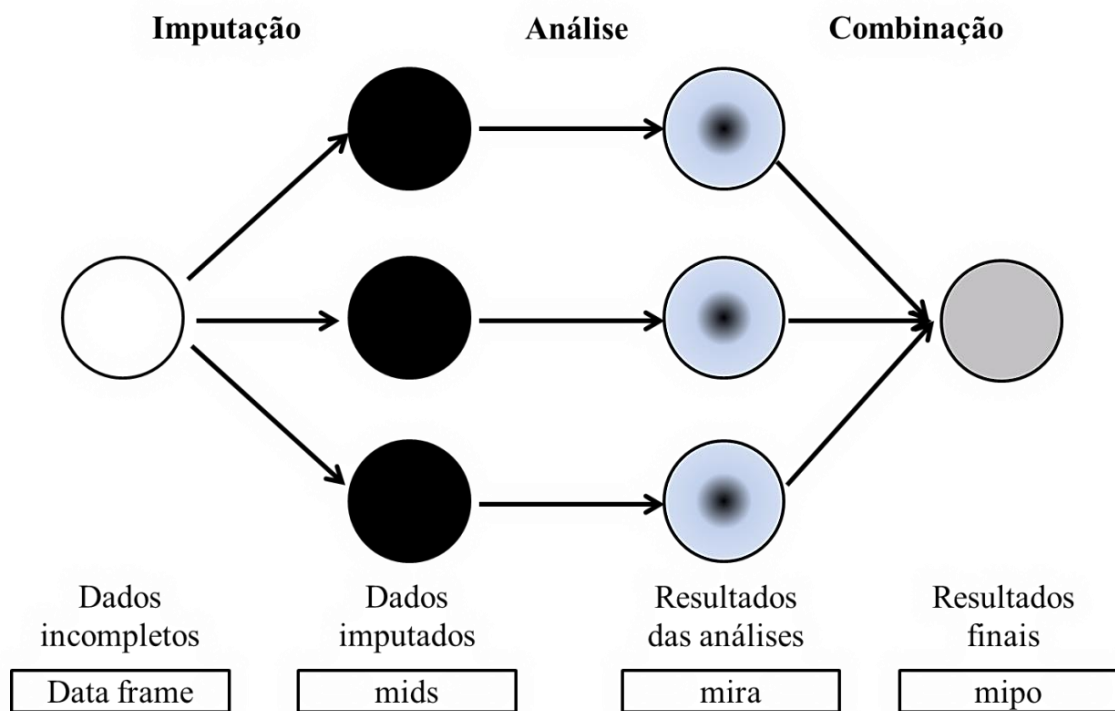 Imputação
Análise
Combinação
Dados
incompletos
Dados
imputados
Resultados
das análises
Resultados
finais
Data frame
mids
mira
mipo